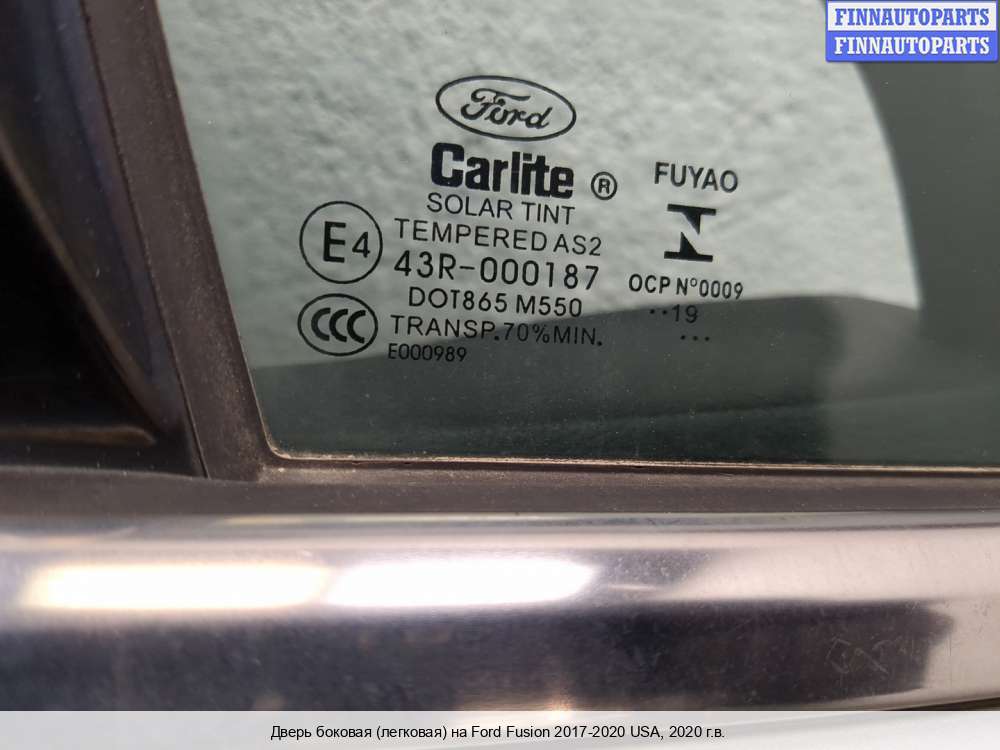 FINNAUTOPARTS
FINNAUTOPARTS
Ford
Carlite ®
FUYAO
SOLAR TINT
TEMPERED AS2
E4
43R-000187
OCP Nº0009
DOT865 M550
··19
CCC
TRANSP.70%MIN.
...
E000989
Дверь боковая (легковая) на Ford Fusion 2017-2020 USA, 2020 г.в.